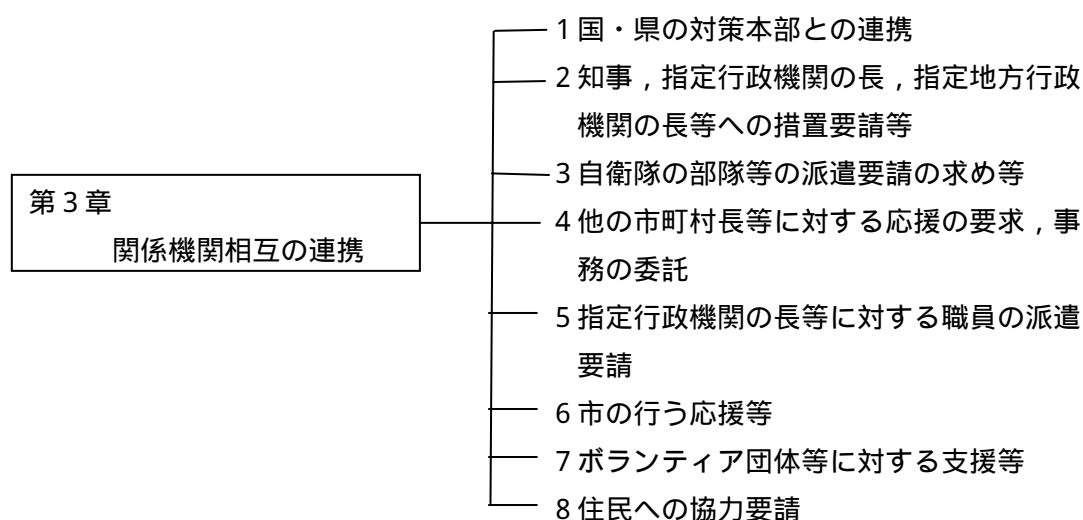 第3章
関係機関相互の連携
1 国・県の対策本部との連携
2 知事,指定行政機関の長,指定地方行政
機関の長等への措置要請等
3 自衛隊の部隊等の派遣要請の求め等
4 他の市町村長等に対する応援の要求,事
務の委託
5 指定行政機関の長等に対する職員の派遣
要請
6 市の行う応援等
7 ボランティア団体等に対する支援等
8 住民への協力要請